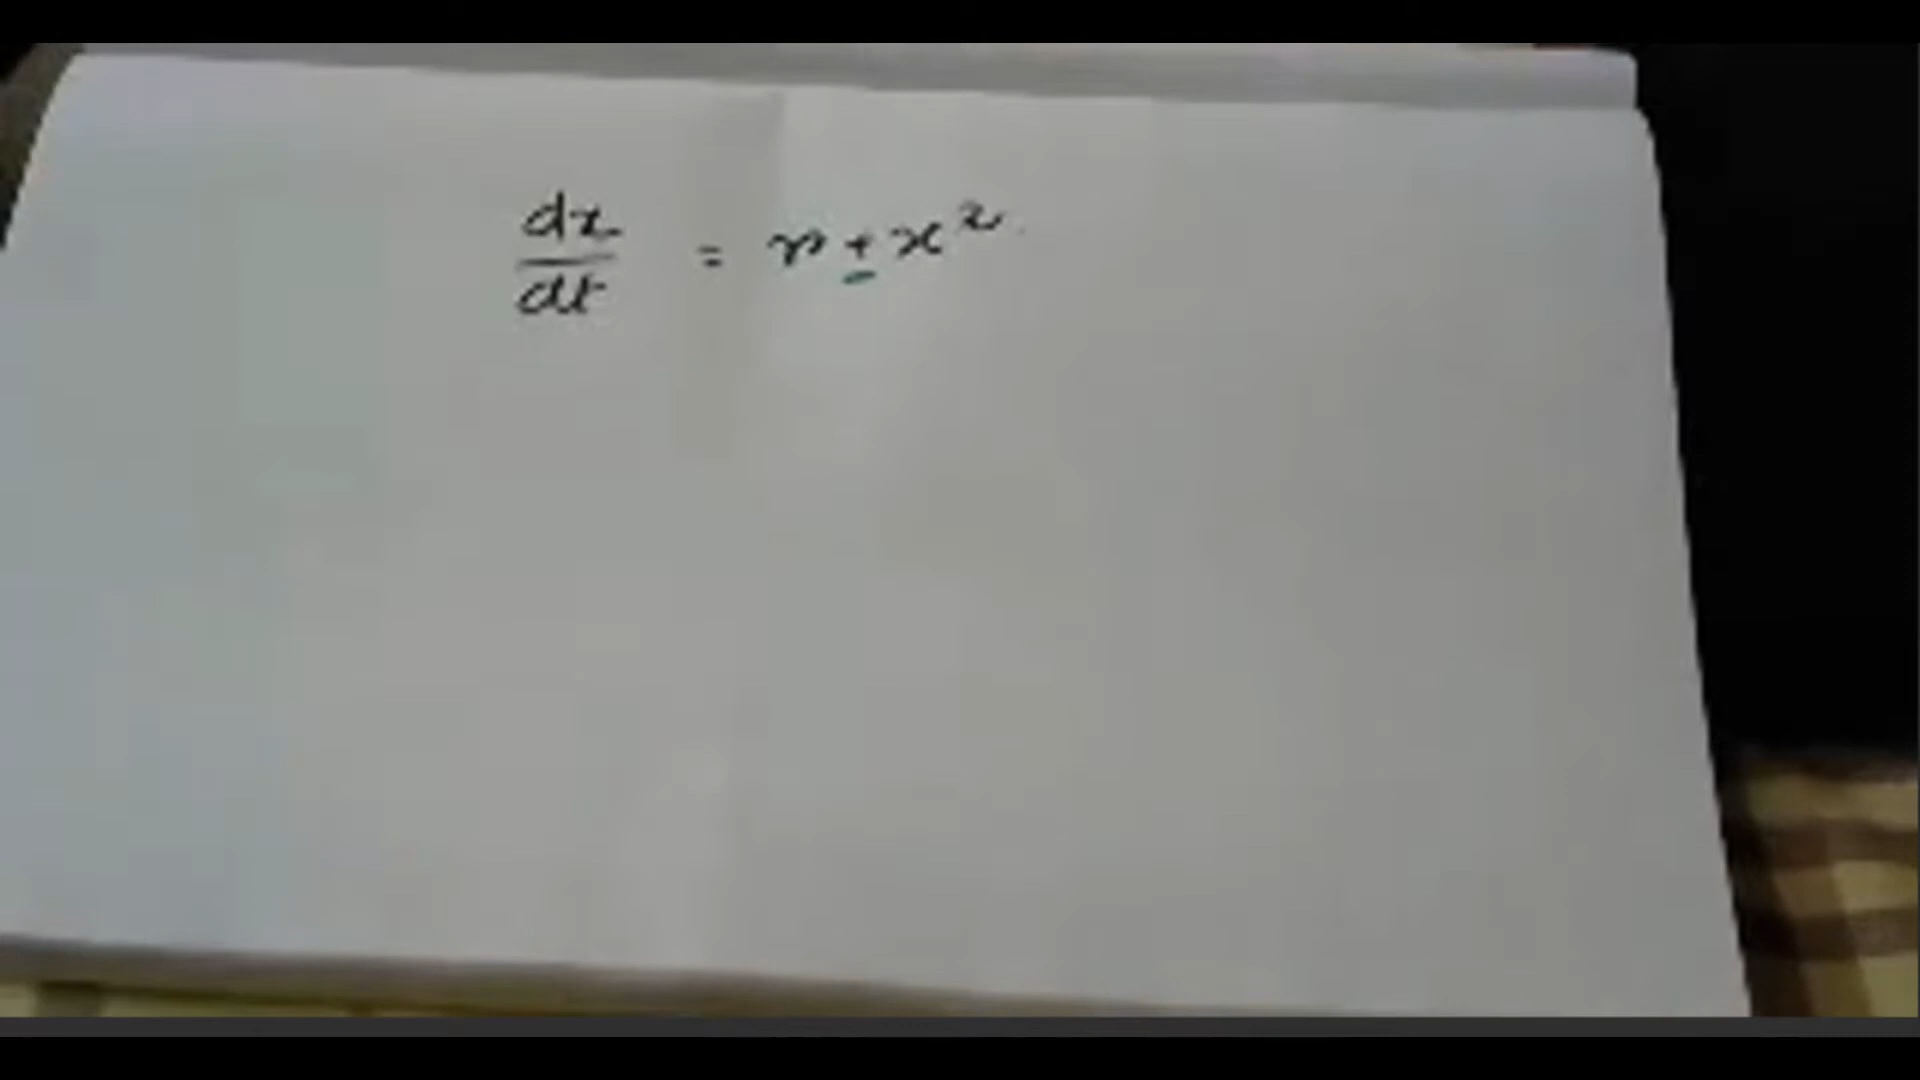 dx/dt = r + x²